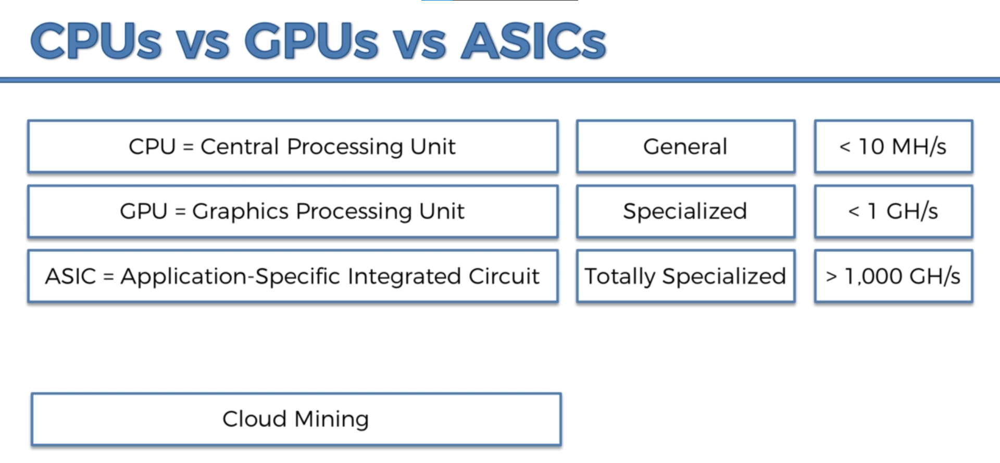 CPUs vs GPUs vs ASICs
CPU = Central Processing Unit
General
< 10 MH/s
GPU = Graphics Processing Unit
Specialized
< 1 GH/s
ASIC = Application-Specific Integrated Circuit
Totally Specialized
> 1,000 GH/s
Cloud Mining